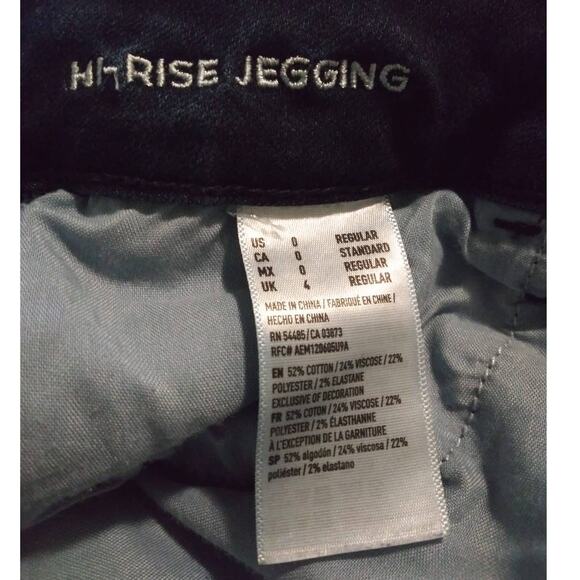 HI-RISE JEGGING
US 0 REGULAR
CA 0 STANDARD
MX 0 REGULAR
UK 4 REGULAR
MADE IN CHINA / FABRIQUÉ EN CHINE /
HECHO EN CHINA
RN 54485 / CA 03873
RFC# AEM120605U9A
EN 52% COTTON / 24% VISCOSE / 22%
POLYESTER / 2% ELASTANE
EXCLUSIVE OF DECORATION
FR 52% COTON / 24% VISCOSE / 22%
POLYESTER / 2% ÉLASTHANNE
À L'EXCEPTION DE LA GARNITURE
SP 52% algodón / 24% viscosa / 22%
poliéster / 2% elastano